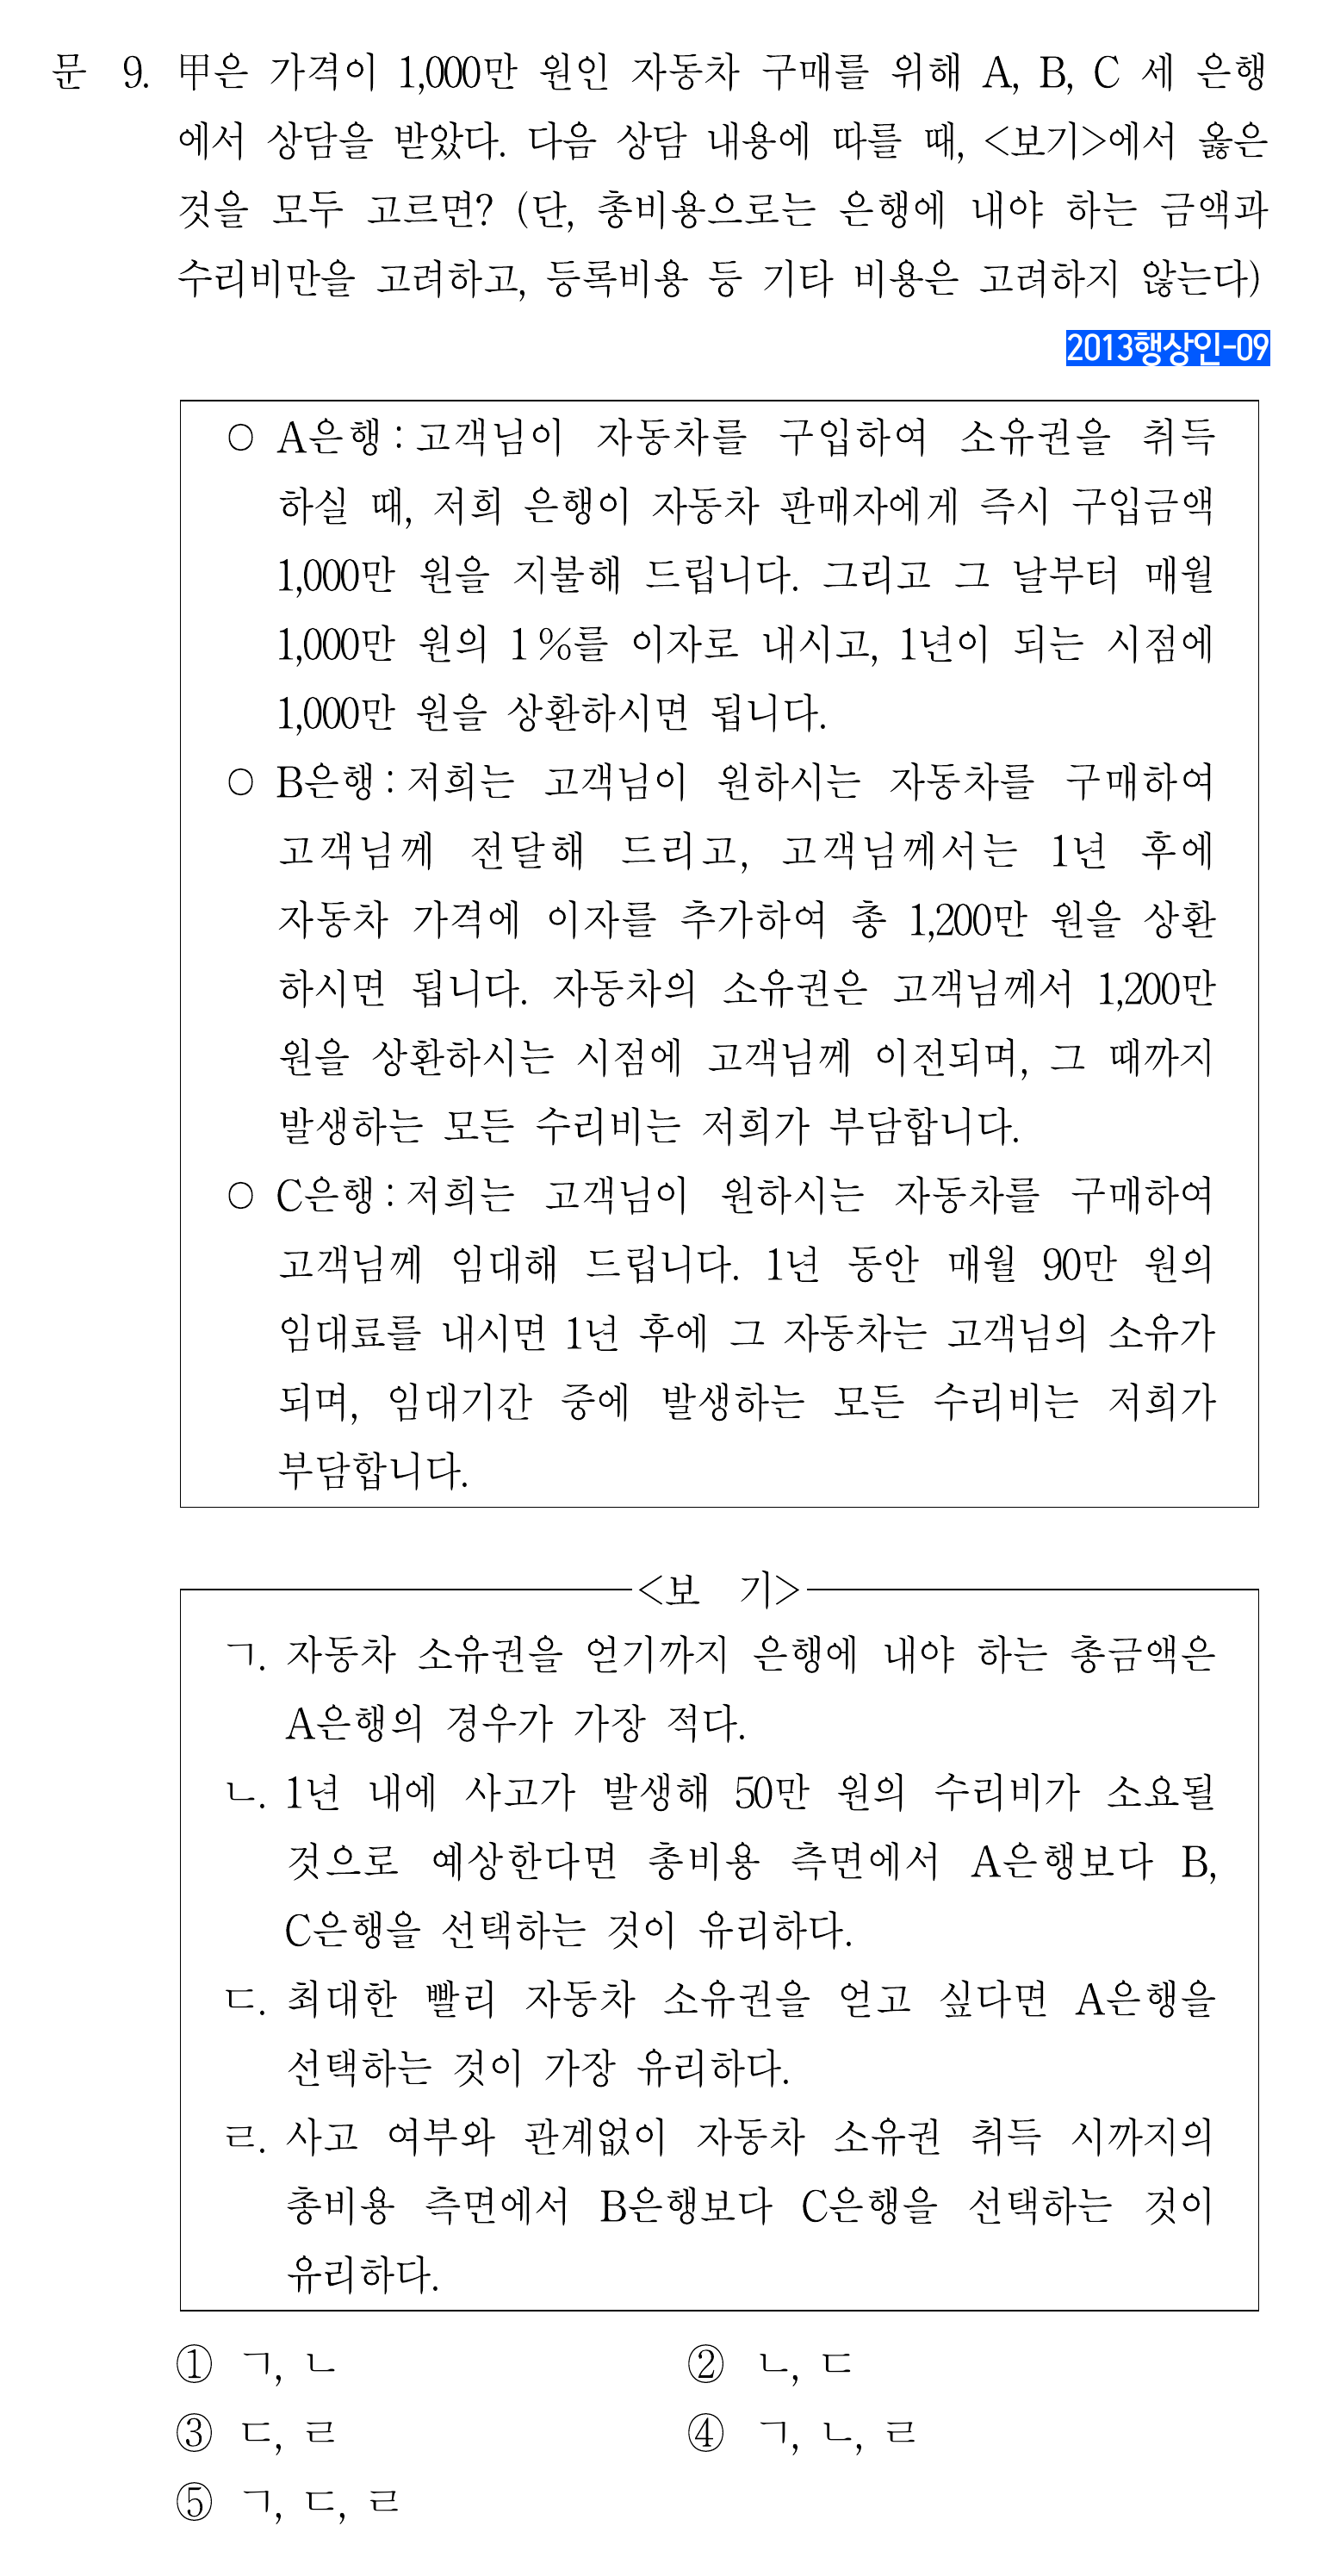 문 9. 甲은 가격이 1,000만 원인 자동차 구매를 위해 A, B, C 세 은행
에서 상담을 받았다. 다음 상담 내용에 따를 때, <보기>에서 옳은
것을 모두 고르면? (단, 총비용으로는 은행에 내야 하는 금액과
수리비만을 고려하고, 등록비용 등 기타 비용은 고려하지 않는다)
2013행상인-09
○ A은행 : 고객님이 자동차를 구입하여 소유권을 취득
하실 때, 저희 은행이 자동차 판매자에게 즉시 구입금액
1,000만 원을 지불해 드립니다. 그리고 그 날부터 매월
1,000만 원의 1 %를 이자로 내시고, 1년이 되는 시점에
1,000만 원을 상환하시면 됩니다.
○ B은행 : 저희는 고객님이 원하시는 자동차를 구매하여
고객님께 전달해 드리고, 고객님께서는 1년 후에
자동차 가격에 이자를 추가하여 총 1,200만 원을 상환
하시면 됩니다. 자동차의 소유권은 고객님께서 1,200만
원을 상환하시는 시점에 고객님께 이전되며, 그 때까지
발생하는 모든 수리비는 저희가 부담합니다.
○ C은행 : 저희는 고객님이 원하시는 자동차를 구매하여
고객님께 임대해 드립니다. 1년 동안 매월 90만 원의
임대료를 내시면 1년 후에 그 자동차는 고객님의 소유가
되며, 임대기간 중에 발생하는 모든 수리비는 저희가
부담합니다.
<보 기>
ㄱ. 자동차 소유권을 얻기까지 은행에 내야 하는 총금액은
A은행의 경우가 가장 적다.
ㄴ. 1년 내에 사고가 발생해 50만 원의 수리비가 소요될
것으로 예상한다면 총비용 측면에서 A은행보다 B,
C은행을 선택하는 것이 유리하다.
ㄷ. 최대한 빨리 자동차 소유권을 얻고 싶다면 A은행을
선택하는 것이 가장 유리하다.
ㄹ. 사고 여부와 관계없이 자동차 소유권 취득 시까지의
총비용 측면에서 B은행보다 C은행을 선택하는 것이
유리하다.
① ㄱ, ㄴ ② ㄴ, ㄷ
③ ㄷ, ㄹ ④ ㄱ, ㄴ, ㄹ
⑤ ㄱ, ㄷ, ㄹ